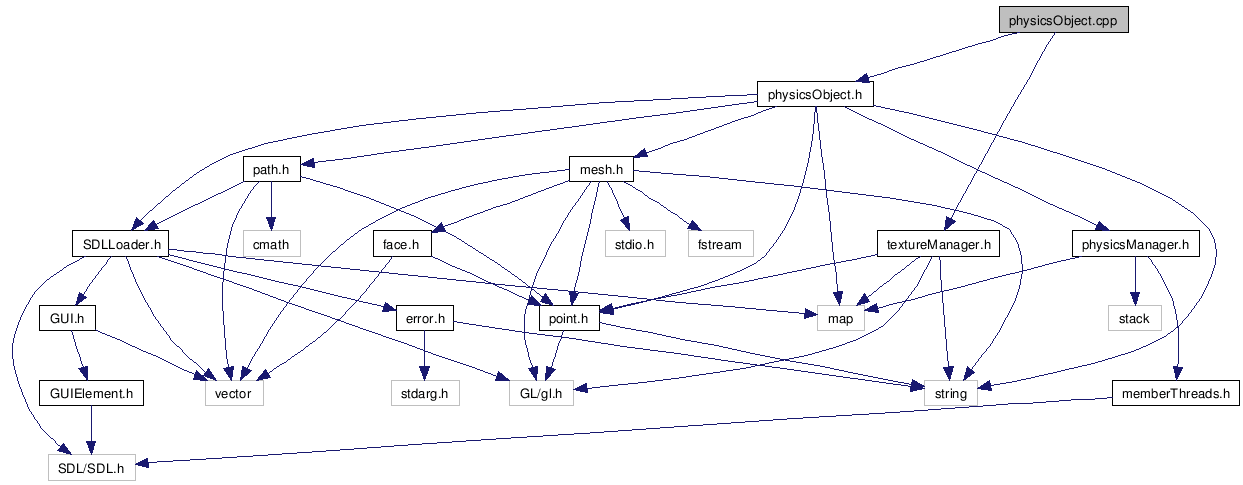 physicsObject.cpp
physicsObject.h
path.h
mesh.h
SDLLoader.h
cmath
face.h
stdio.h
fstream
textureManager.h
physicsManager.h
GUI.h
error.h
point.h
map
stack
GUIElement.h
vector
stdarg.h
GL/gl.h
string
memberThreads.h
SDL/SDL.h